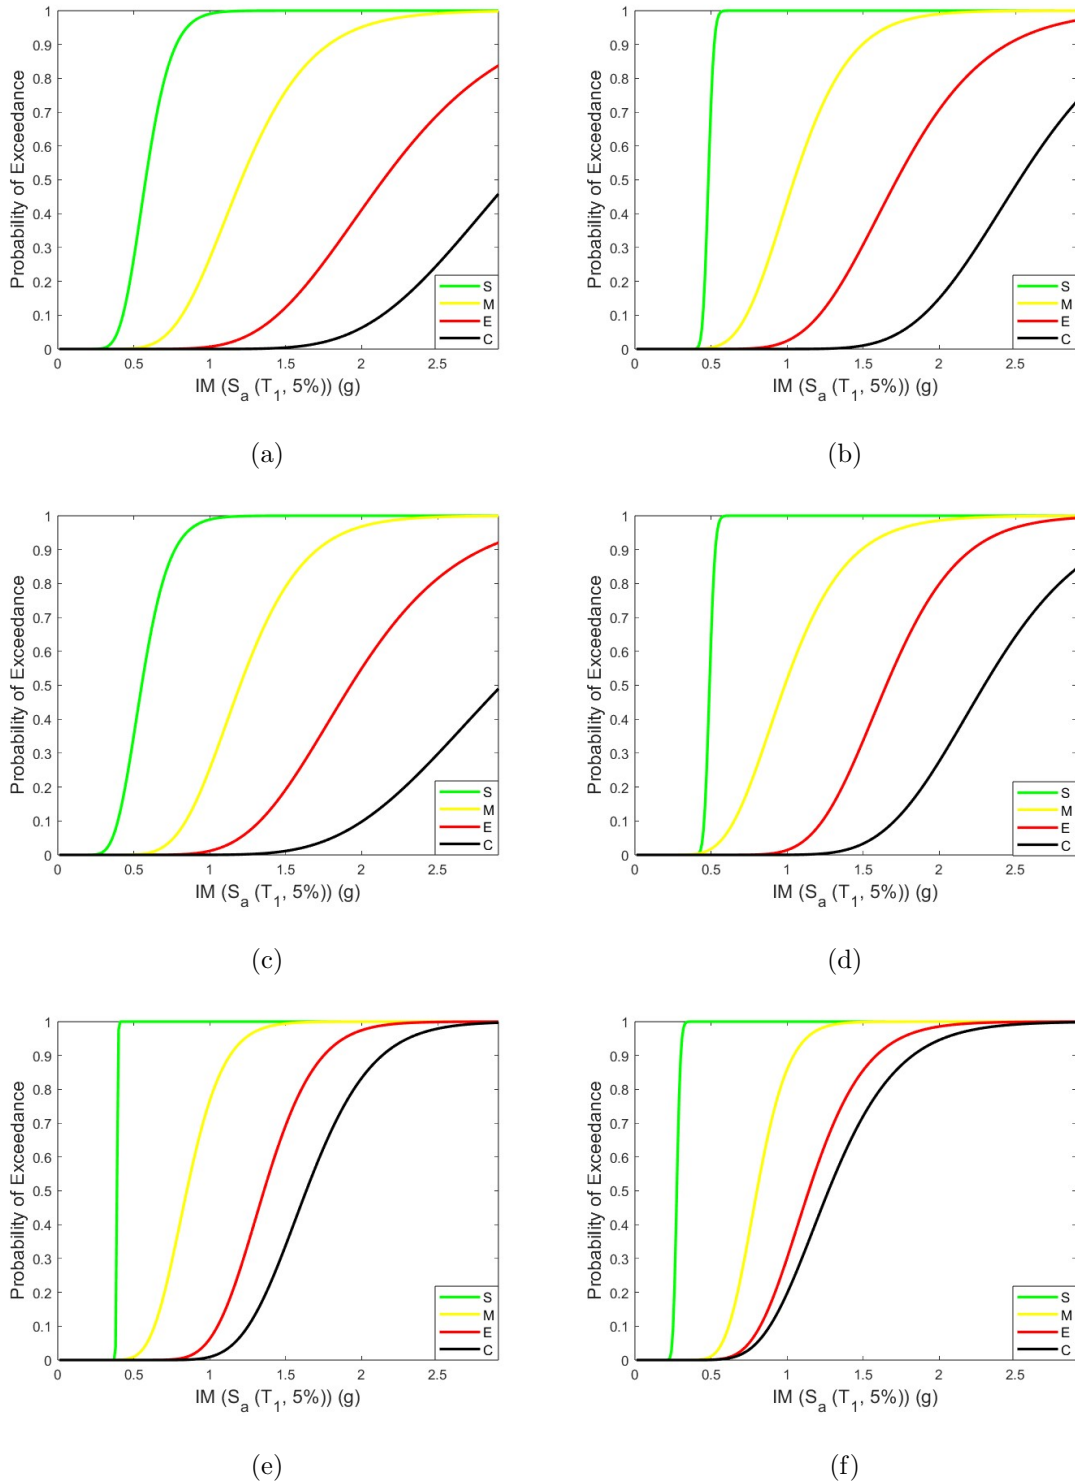 1
0.9
0.8
0.7
0.6
0.5
0.4
0.3
0.2
0.1
0
Probability of Exceedance
0 0.5 1 1.5 2 2.5
IM (Sa (T1, 5%)) (g)
S
M
E
C
(a)
1
0.9
0.8
0.7
0.6
0.5
0.4
0.3
0.2
0.1
0
Probability of Exceedance
0 0.5 1 1.5 2 2.5
IM (Sa (T1, 5%)) (g)
S
M
E
C
(b)
1
0.9
0.8
0.7
0.6
0.5
0.4
0.3
0.2
0.1
0
Probability of Exceedance
0 0.5 1 1.5 2 2.5
IM (Sa (T1, 5%)) (g)
S
M
E
C
(c)
1
0.9
0.8
0.7
0.6
0.5
0.4
0.3
0.2
0.1
0
Probability of Exceedance
0 0.5 1 1.5 2 2.5
IM (Sa (T1, 5%)) (g)
S
M
E
C
(d)
1
0.9
0.8
0.7
0.6
0.5
0.4
0.3
0.2
0.1
0
Probability of Exceedance
0 0.5 1 1.5 2 2.5
IM (Sa (T1, 5%)) (g)
S
M
E
C
(e)
1
0.9
0.8
0.7
0.6
0.5
0.4
0.3
0.2
0.1
0
Probability of Exceedance
0 0.5 1 1.5 2 2.5
IM (Sa (T1, 5%)) (g)
S
M
E
C
(f)